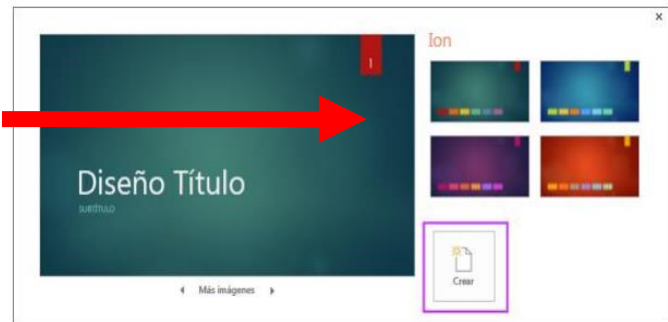 Ion
1
Diseño Título
SUBTÍTULO
Más imágenes
Crear